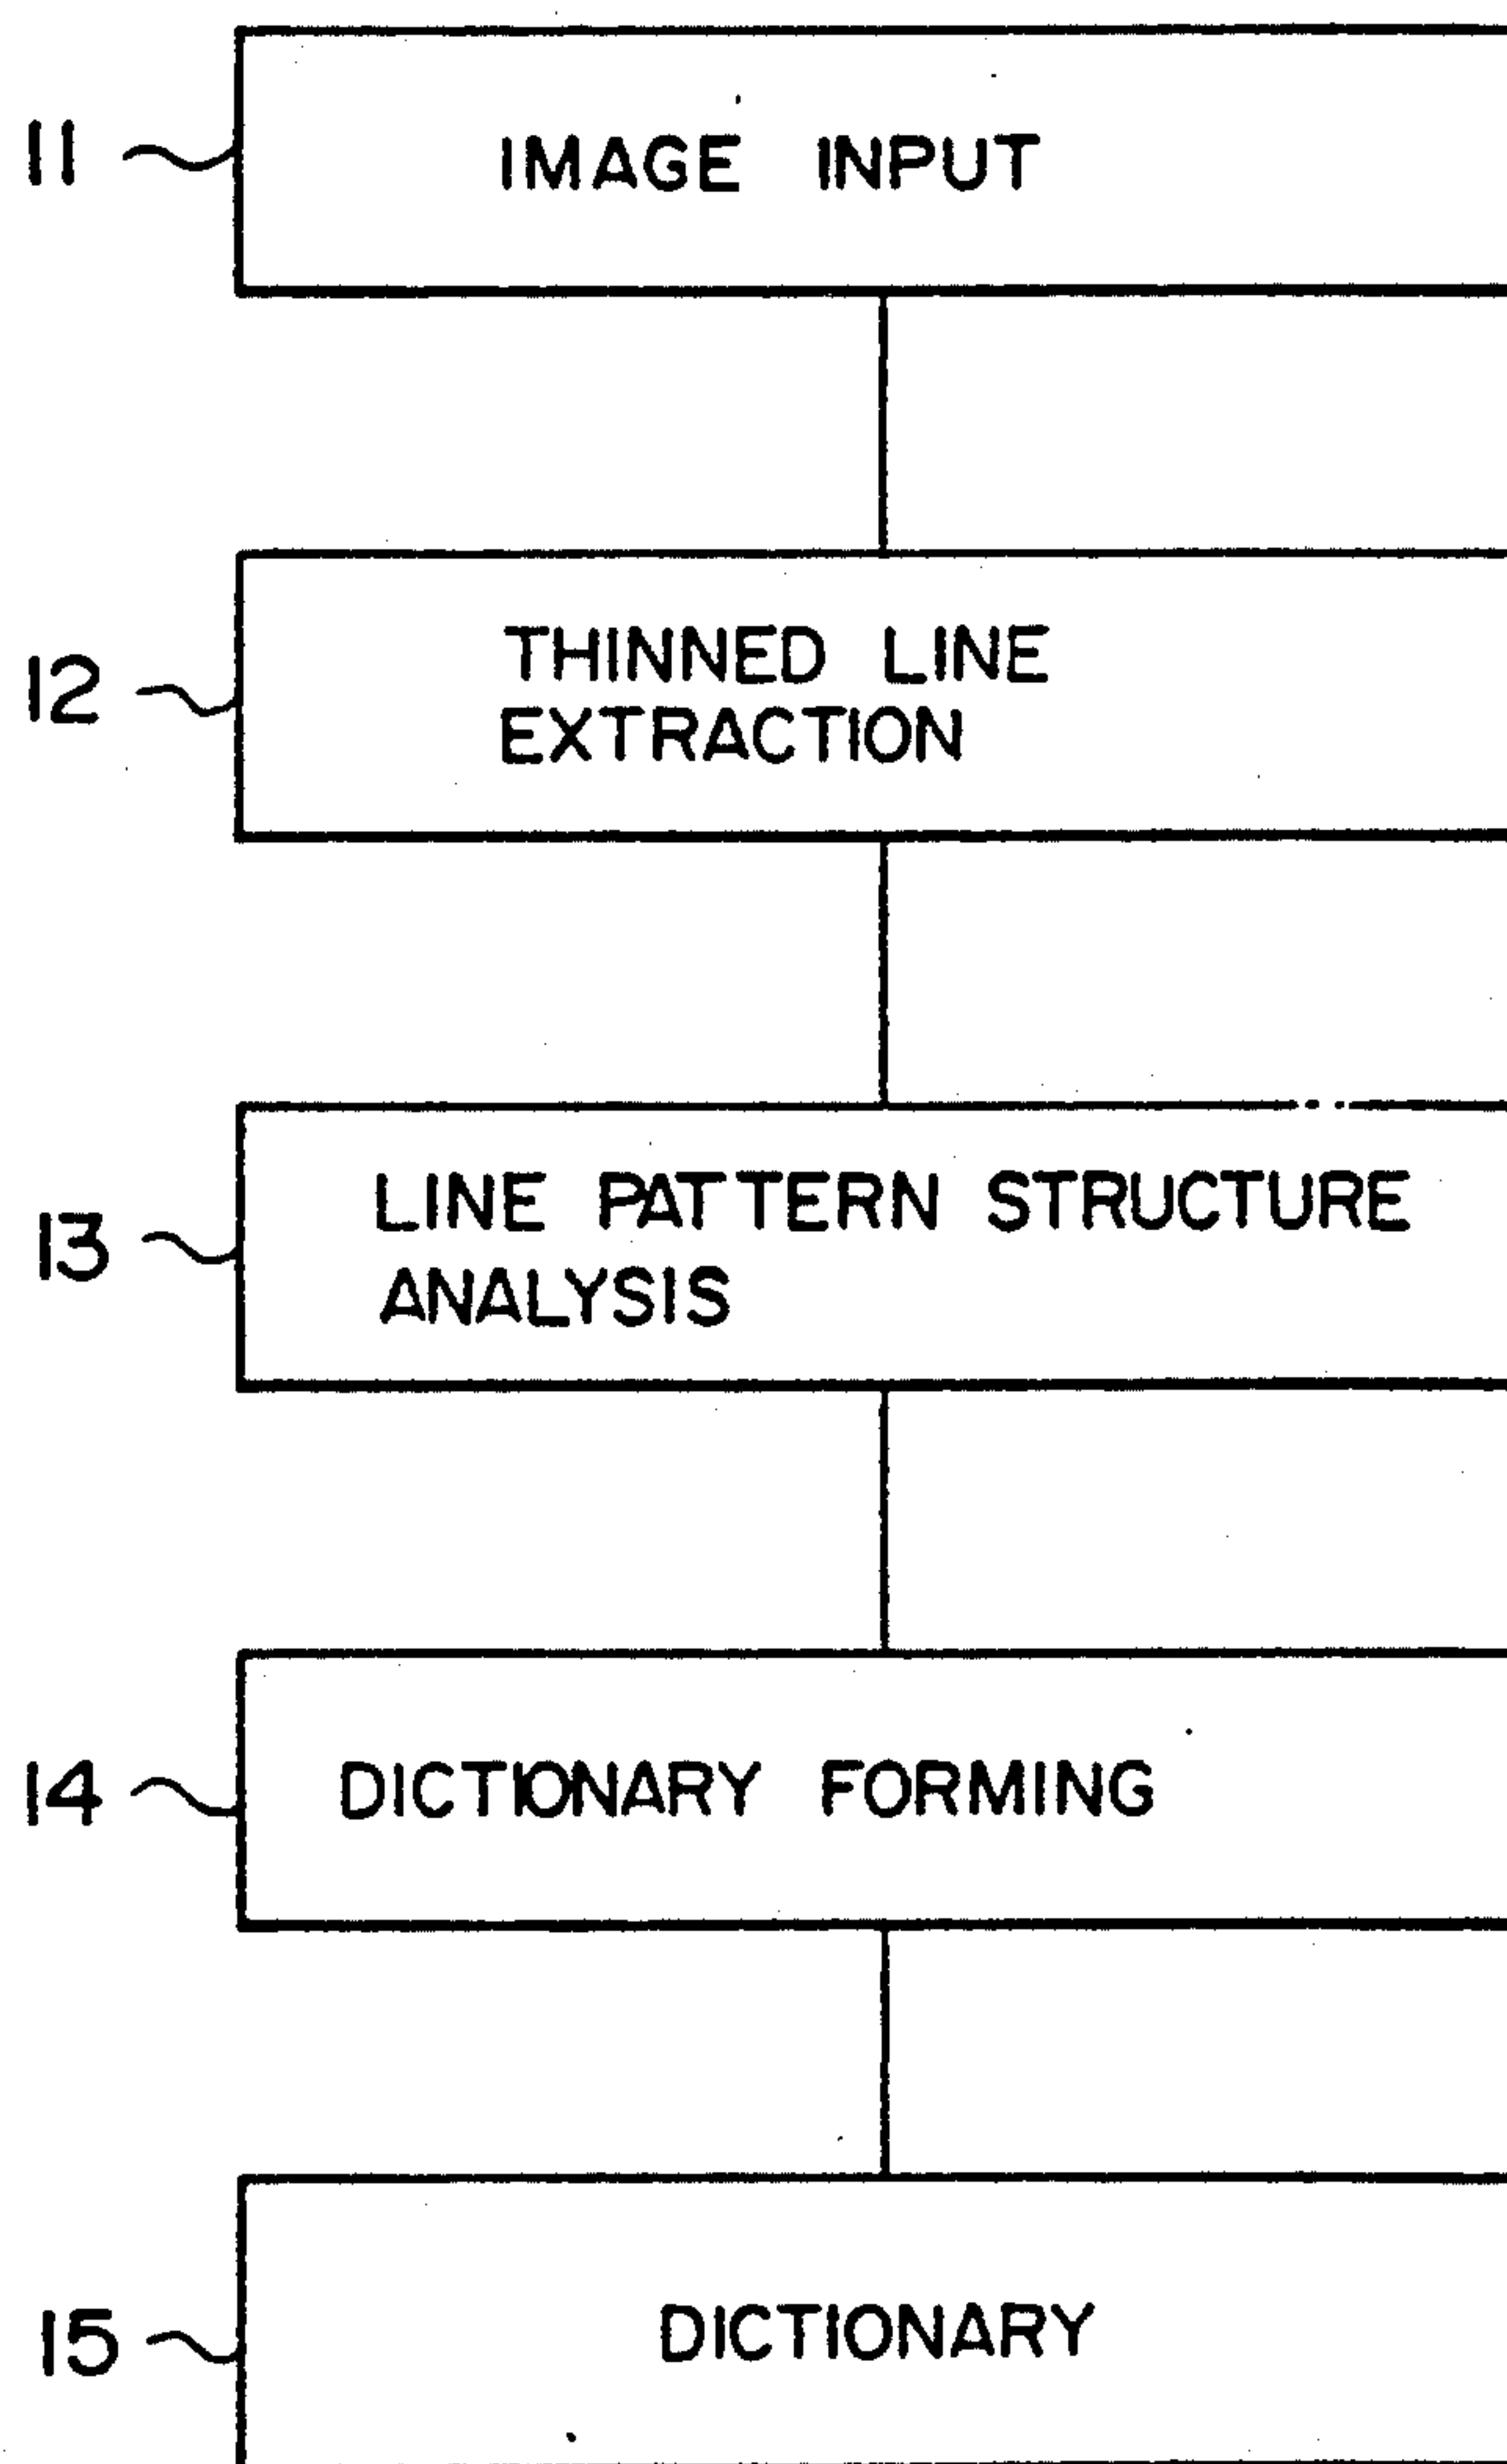 11
IMAGE INPUT
12
THINNED LINE
EXTRACTION
13
LINE PATTERN STRUCTURE
ANALYSIS
14
DICTIONARY FORMING
15
DICTIONARY